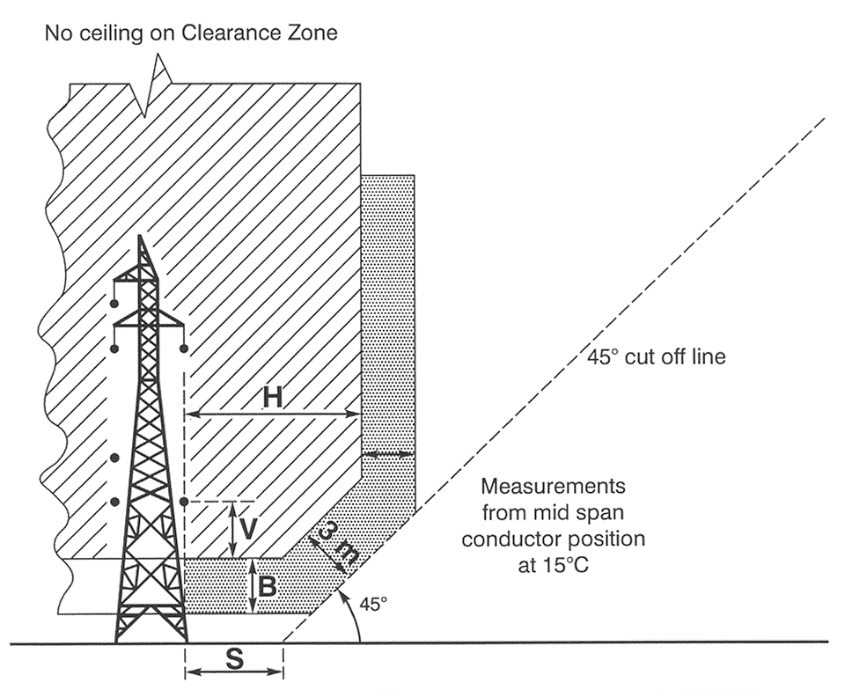 No ceiling on Clearance Zone
H
45° cut off line
V
3 m
Measurements
from mid span
conductor position
at 15°C
B
45°
S